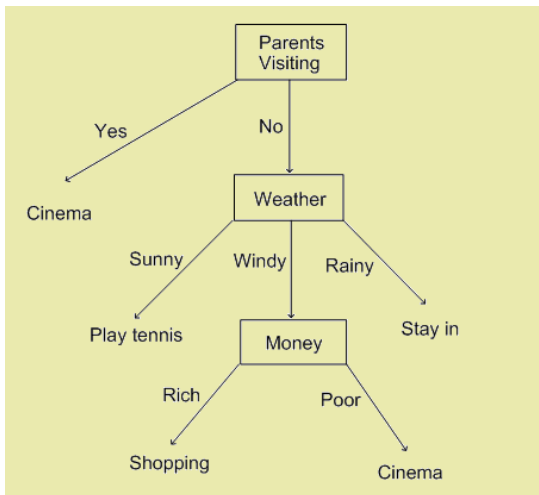 Parents
Visiting
Yes
No
Cinema
Weather
Sunny
Windy
Rainy
Play tennis
Stay in
Money
Rich
Poor
Shopping
Cinema